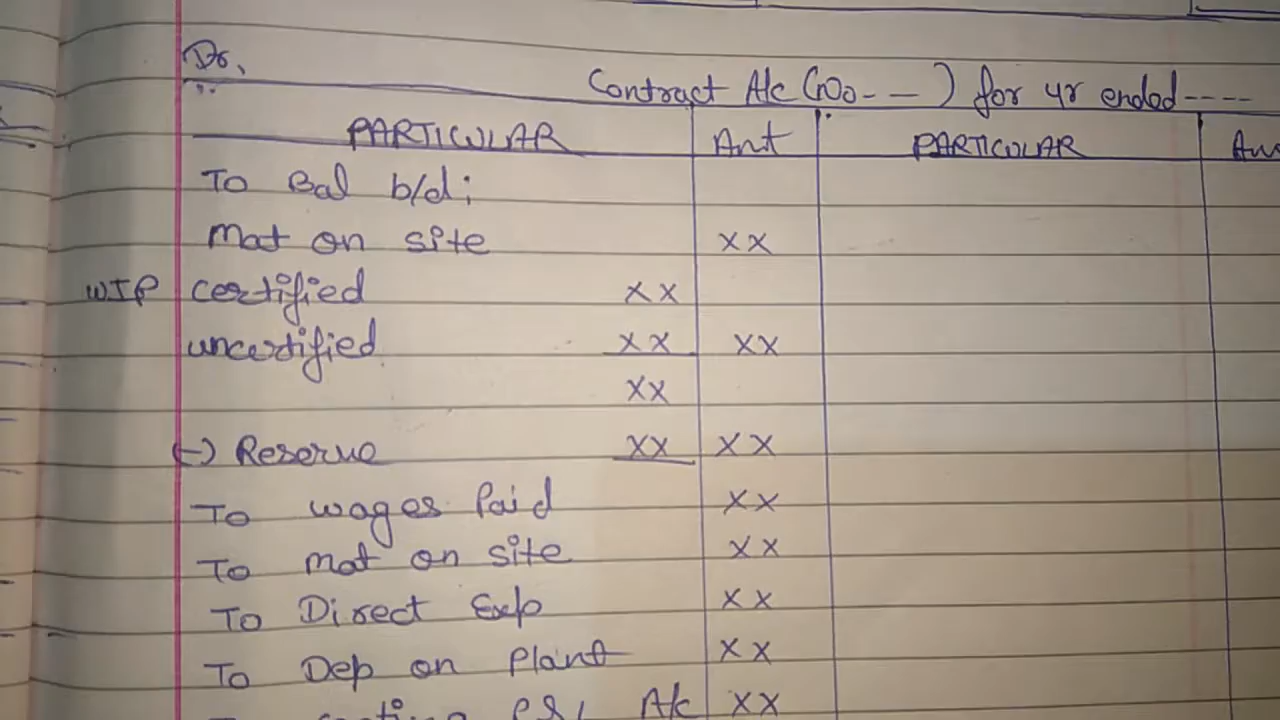 Dr.
Contract A/c (no - - ) for yr ended ----
PARTICULAR Amt PARTICULAR Am
To Bal b/d;
Mat on site xx
WIP certified xx
uncertified xx xx
xx
(-) Reserve xx xx
To wages Paid xx
To mat on site xx
To Direct Exp xx
To Dep on Plant xx
P&L A/c xx